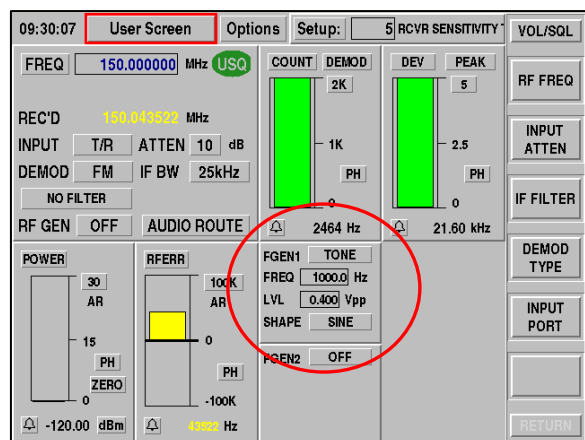 09:30:07 User Screen Options Setup: 5 RCVR SENSITIVITY
FREQ 150.000000 MHz USQ
REC'D 150.043522 MHz
INPUT T/R ATTEN 10 dB
DEMOD FM IF BW 25kHz
NO FILTER
RF GEN OFF AUDIO ROUTE
COUNT DEMOD
2K
1K
PH
0
2464 Hz
DEV PEAK
5
2.5
PH
0
21.60 kHz
POWER
30
AR
15
PH
ZERO
0
-120.00 dBm
RFERR
100K
AR
0
PH
-100K
43522 Hz
FGEN1 TONE
FREQ 1000.0 Hz
LVL 0.400 Vpp
SHAPE SINE
FGEN2 OFF
VOL/SQL
RF FREQ
INPUT
ATTEN
IF FILTER
DEMOD
TYPE
INPUT
PORT
RETURN